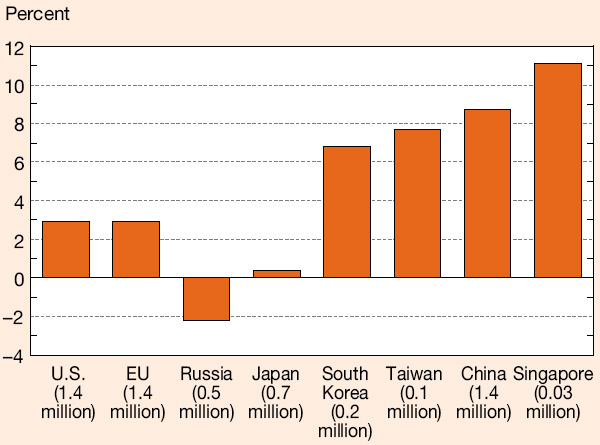 Percent
12
10
8
6
4
2
0
–2
–4
U.S.
(1.4
million)
EU
(1.4
million)
Russia
(0.5
million)
Japan
(0.7
million)
South
Korea
(0.2
million)
Taiwan
(0.1
million)
China
(1.4
million)
Singapore
(0.03
million)